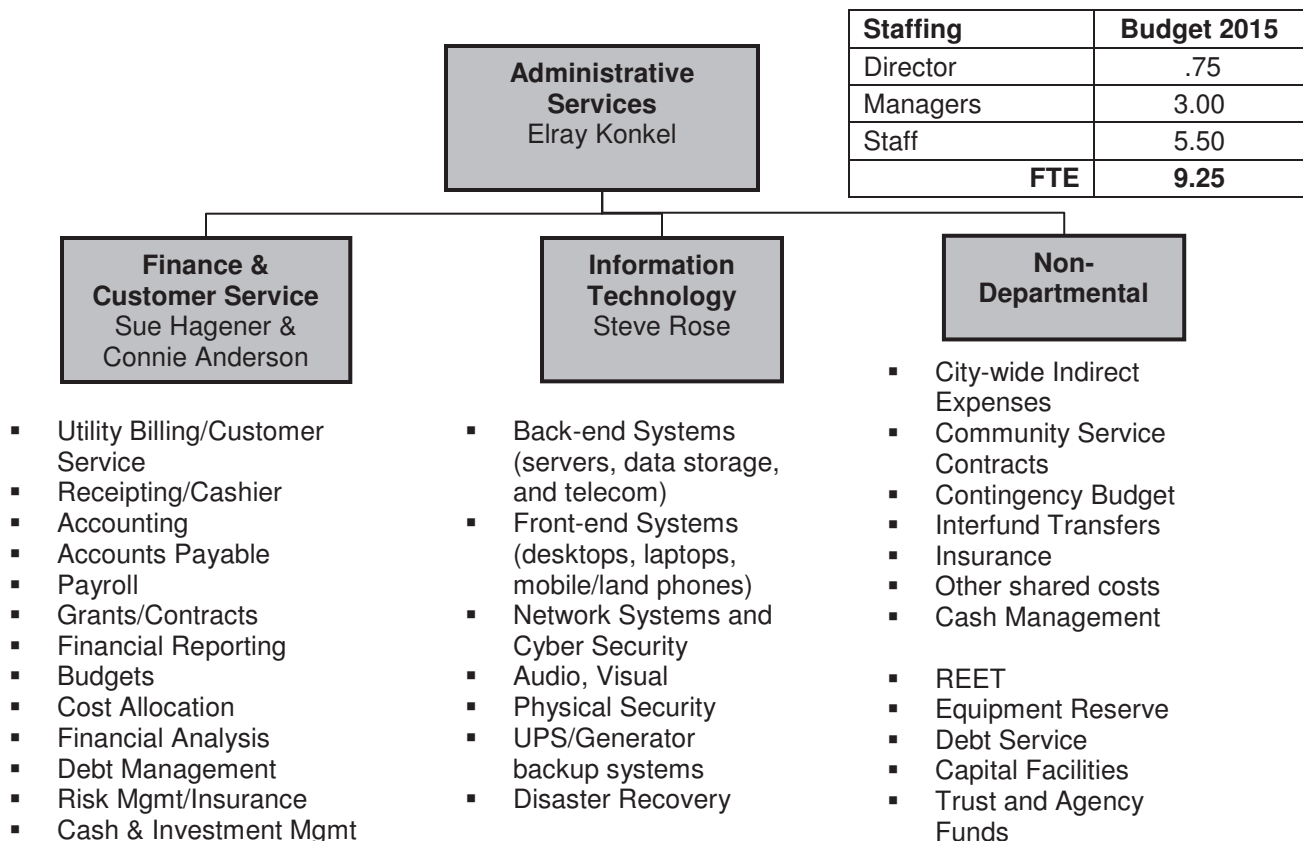 Staffing Budget 2015
Director .75
Managers 3.00
Staff 5.50
FTE 9.25
Administrative
Services
Elray Konkel
Finance &
Customer Service
Sue Hagener &
Connie Anderson
Information
Technology
Steve Rose
Non-
Departmental
▪ Utility Billing/Customer
Service
▪ Receipting/Cashier
▪ Accounting
▪ Accounts Payable
▪ Payroll
▪ Grants/Contracts
▪ Financial Reporting
▪ Budgets
▪ Cost Allocation
▪ Financial Analysis
▪ Debt Management
▪ Risk Mgmt/Insurance
▪ Cash & Investment Mgmt
▪ Back-end Systems
(servers, data storage,
and telecom)
▪ Front-end Systems
(desktops, laptops,
mobile/land phones)
▪ Network Systems and
Cyber Security
▪ Audio, Visual
▪ Physical Security
▪ UPS/Generator
backup systems
▪ Disaster Recovery
▪ City-wide Indirect
Expenses
▪ Community Service
Contracts
▪ Contingency Budget
▪ Interfund Transfers
▪ Insurance
▪ Other shared costs
▪ Cash Management
▪ REET
▪ Equipment Reserve
▪ Debt Service
▪ Capital Facilities
▪ Trust and Agency
Funds